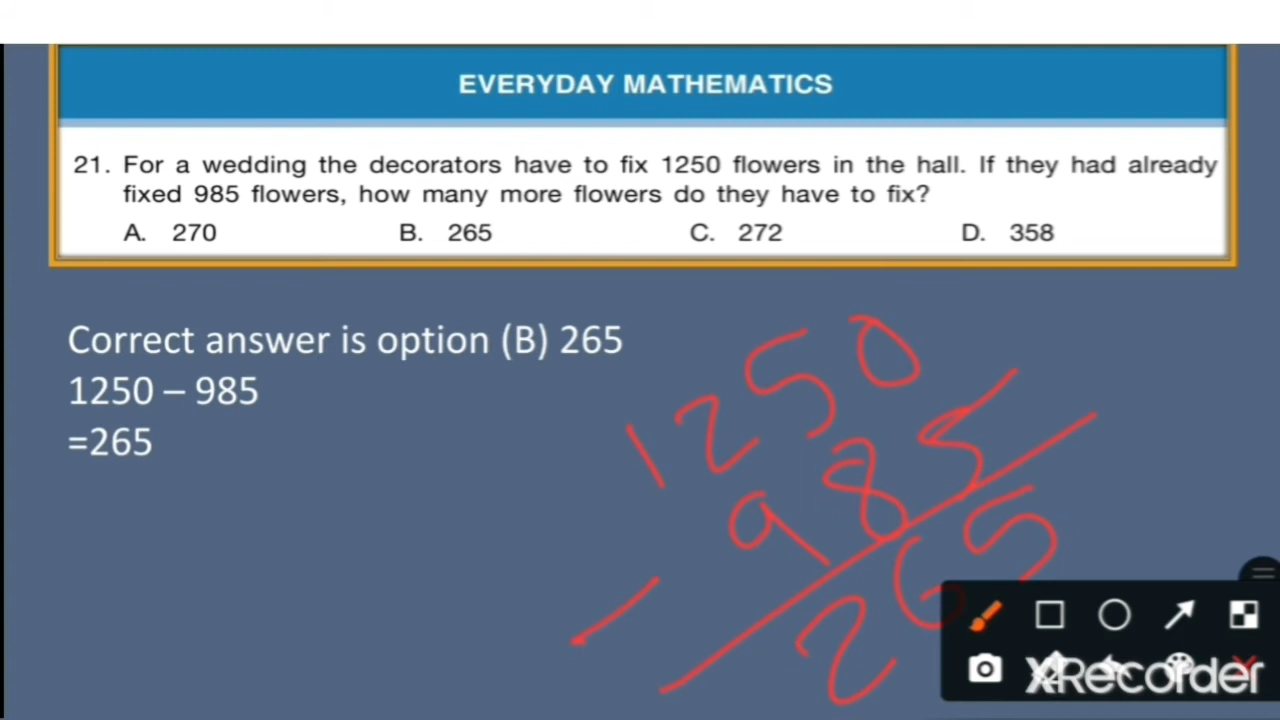 EVERYDAY MATHEMATICS
21. For a wedding the decorators have to fix 1250 flowers in the hall. If they had already
fixed 985 flowers, how many more flowers do they have to fix?
A. 270 B. 265 C. 272 D. 358
Correct answer is option (B) 265
1250 – 985
=265
1250
- 985
265
XRecorder